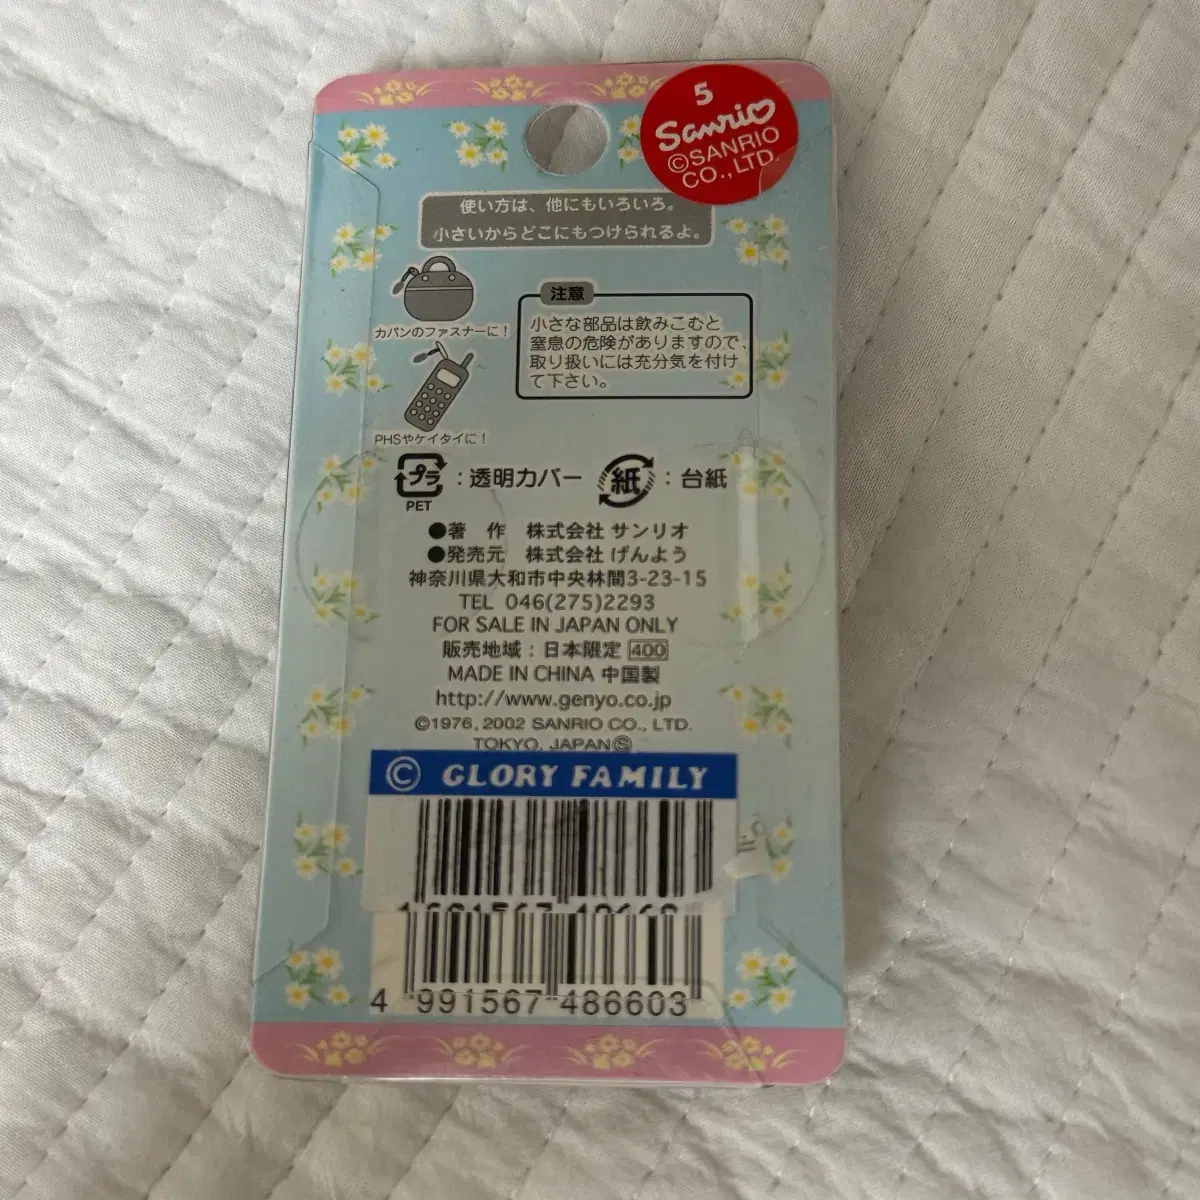 5
Sanrio
©SANRIO
CO., LTD.
使い方は、他にもいろいろ。
小さいからどこにもつけられるよ。
カバンのファスナーに！
注意
小さな部品は飲みこむと
窒息の危険がありますので、
取り扱いには充分気を付け
て下さい。
PHSやケイタイに！
プラ
PET
：透明カバー
紙
：台紙
●著 作 株式会社 サンリオ
●発売元 株式会社 げんよう
神奈川県大和市中央林間3-23-15
TEL 046(275)2293
FOR SALE IN JAPAN ONLY
販売地域：日本限定 400
MADE IN CHINA 中国製
http://www.genyo.co.jp
©1976, 2002 SANRIO CO., LTD.
TOKYO, JAPAN Ⓢ
© GLORY FAMILY
4 991567 486603